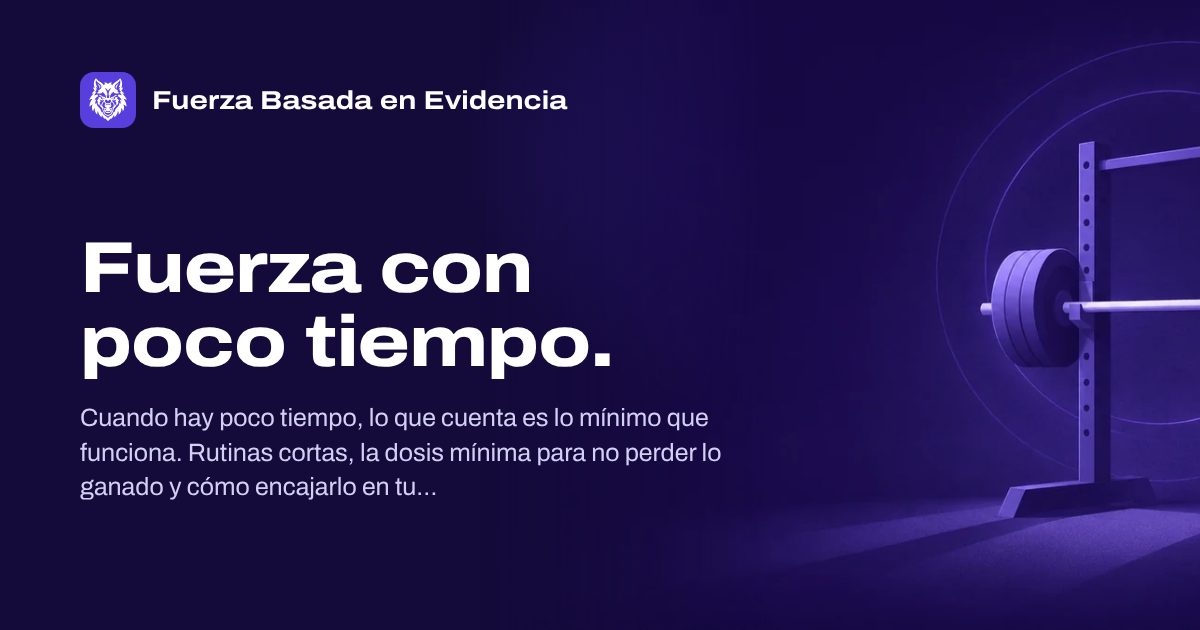 Fuerza Basada en Evidencia
Fuerza con
poco tiempo.
Cuando hay poco tiempo, lo que cuenta es lo mínimo que
funciona. Rutinas cortas, la dosis mínima para no perder lo
ganado y cómo encajarlo en tu...